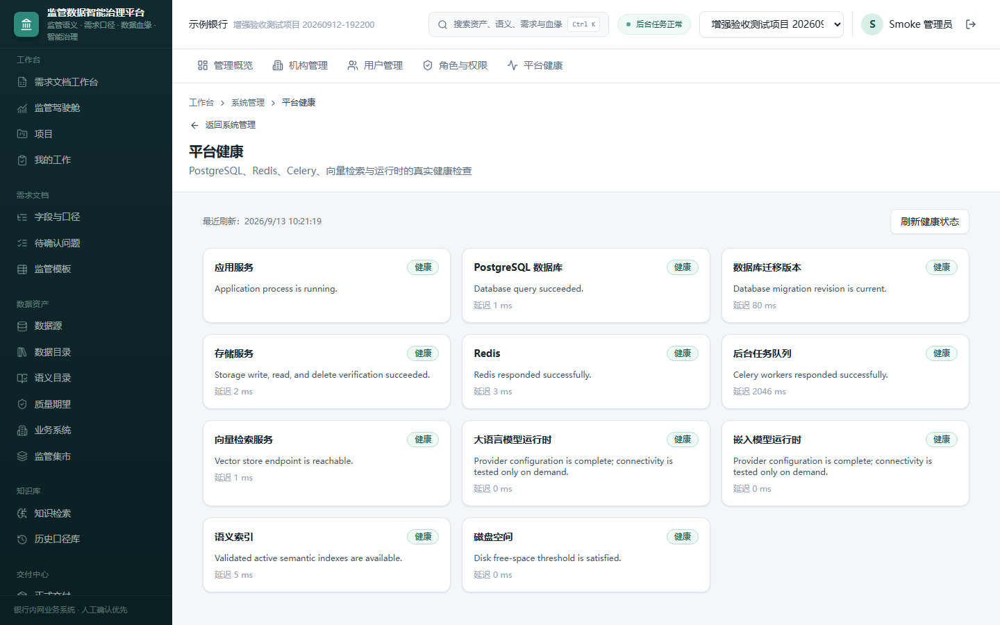 监管数据智能治理平台
监管语义 · 需求口径 · 数据血缘 ·
智能治理
工作台
需求文档工作台
监管驾驶舱
项目
我的工作
需求文档
字段与口径
待确认问题
监管模板
数据资产
数据源
数据目录
语义目录
质量期望
业务系统
监管集市
知识库
知识检索
历史口径库
交付中心
正式交付
银行内网业务系统 · 人工确认优先
示例银行 增强验收测试项目 20260912-192200
搜索资产、语义、需求与血缘 Ctrl K
后台任务正常
增强验收测试项目 20260
S Smoke 管理员
管理概览 机构管理 用户管理 角色与权限 平台健康
工作台 > 系统管理 > 平台健康
返回系统管理
平台健康
PostgreSQL、Redis、Celery、向量检索与运行时的真实健康检查
最近刷新：2026/9/13 10:21:19
刷新健康状态
应用服务 健康
Application process is running.
PostgreSQL 数据库 健康
Database query succeeded.
延迟 1 ms
数据库迁移版本 健康
Database migration revision is current.
延迟 80 ms
存储服务 健康
Storage write, read, and delete verification succeeded.
延迟 2 ms
Redis 健康
Redis responded successfully.
延迟 3 ms
后台任务队列 健康
Celery workers responded successfully.
延迟 2046 ms
向量检索服务 健康
Vector store endpoint is reachable.
延迟 1 ms
大语言模型运行时 健康
Provider configuration is complete; connectivity is
tested only on demand.
延迟 0 ms
嵌入模型运行时 健康
Provider configuration is complete; connectivity is
tested only on demand.
延迟 0 ms
语义索引 健康
Validated active semantic indexes are available.
延迟 5 ms
磁盘空间 健康
Disk free-space threshold is satisfied.
延迟 0 ms